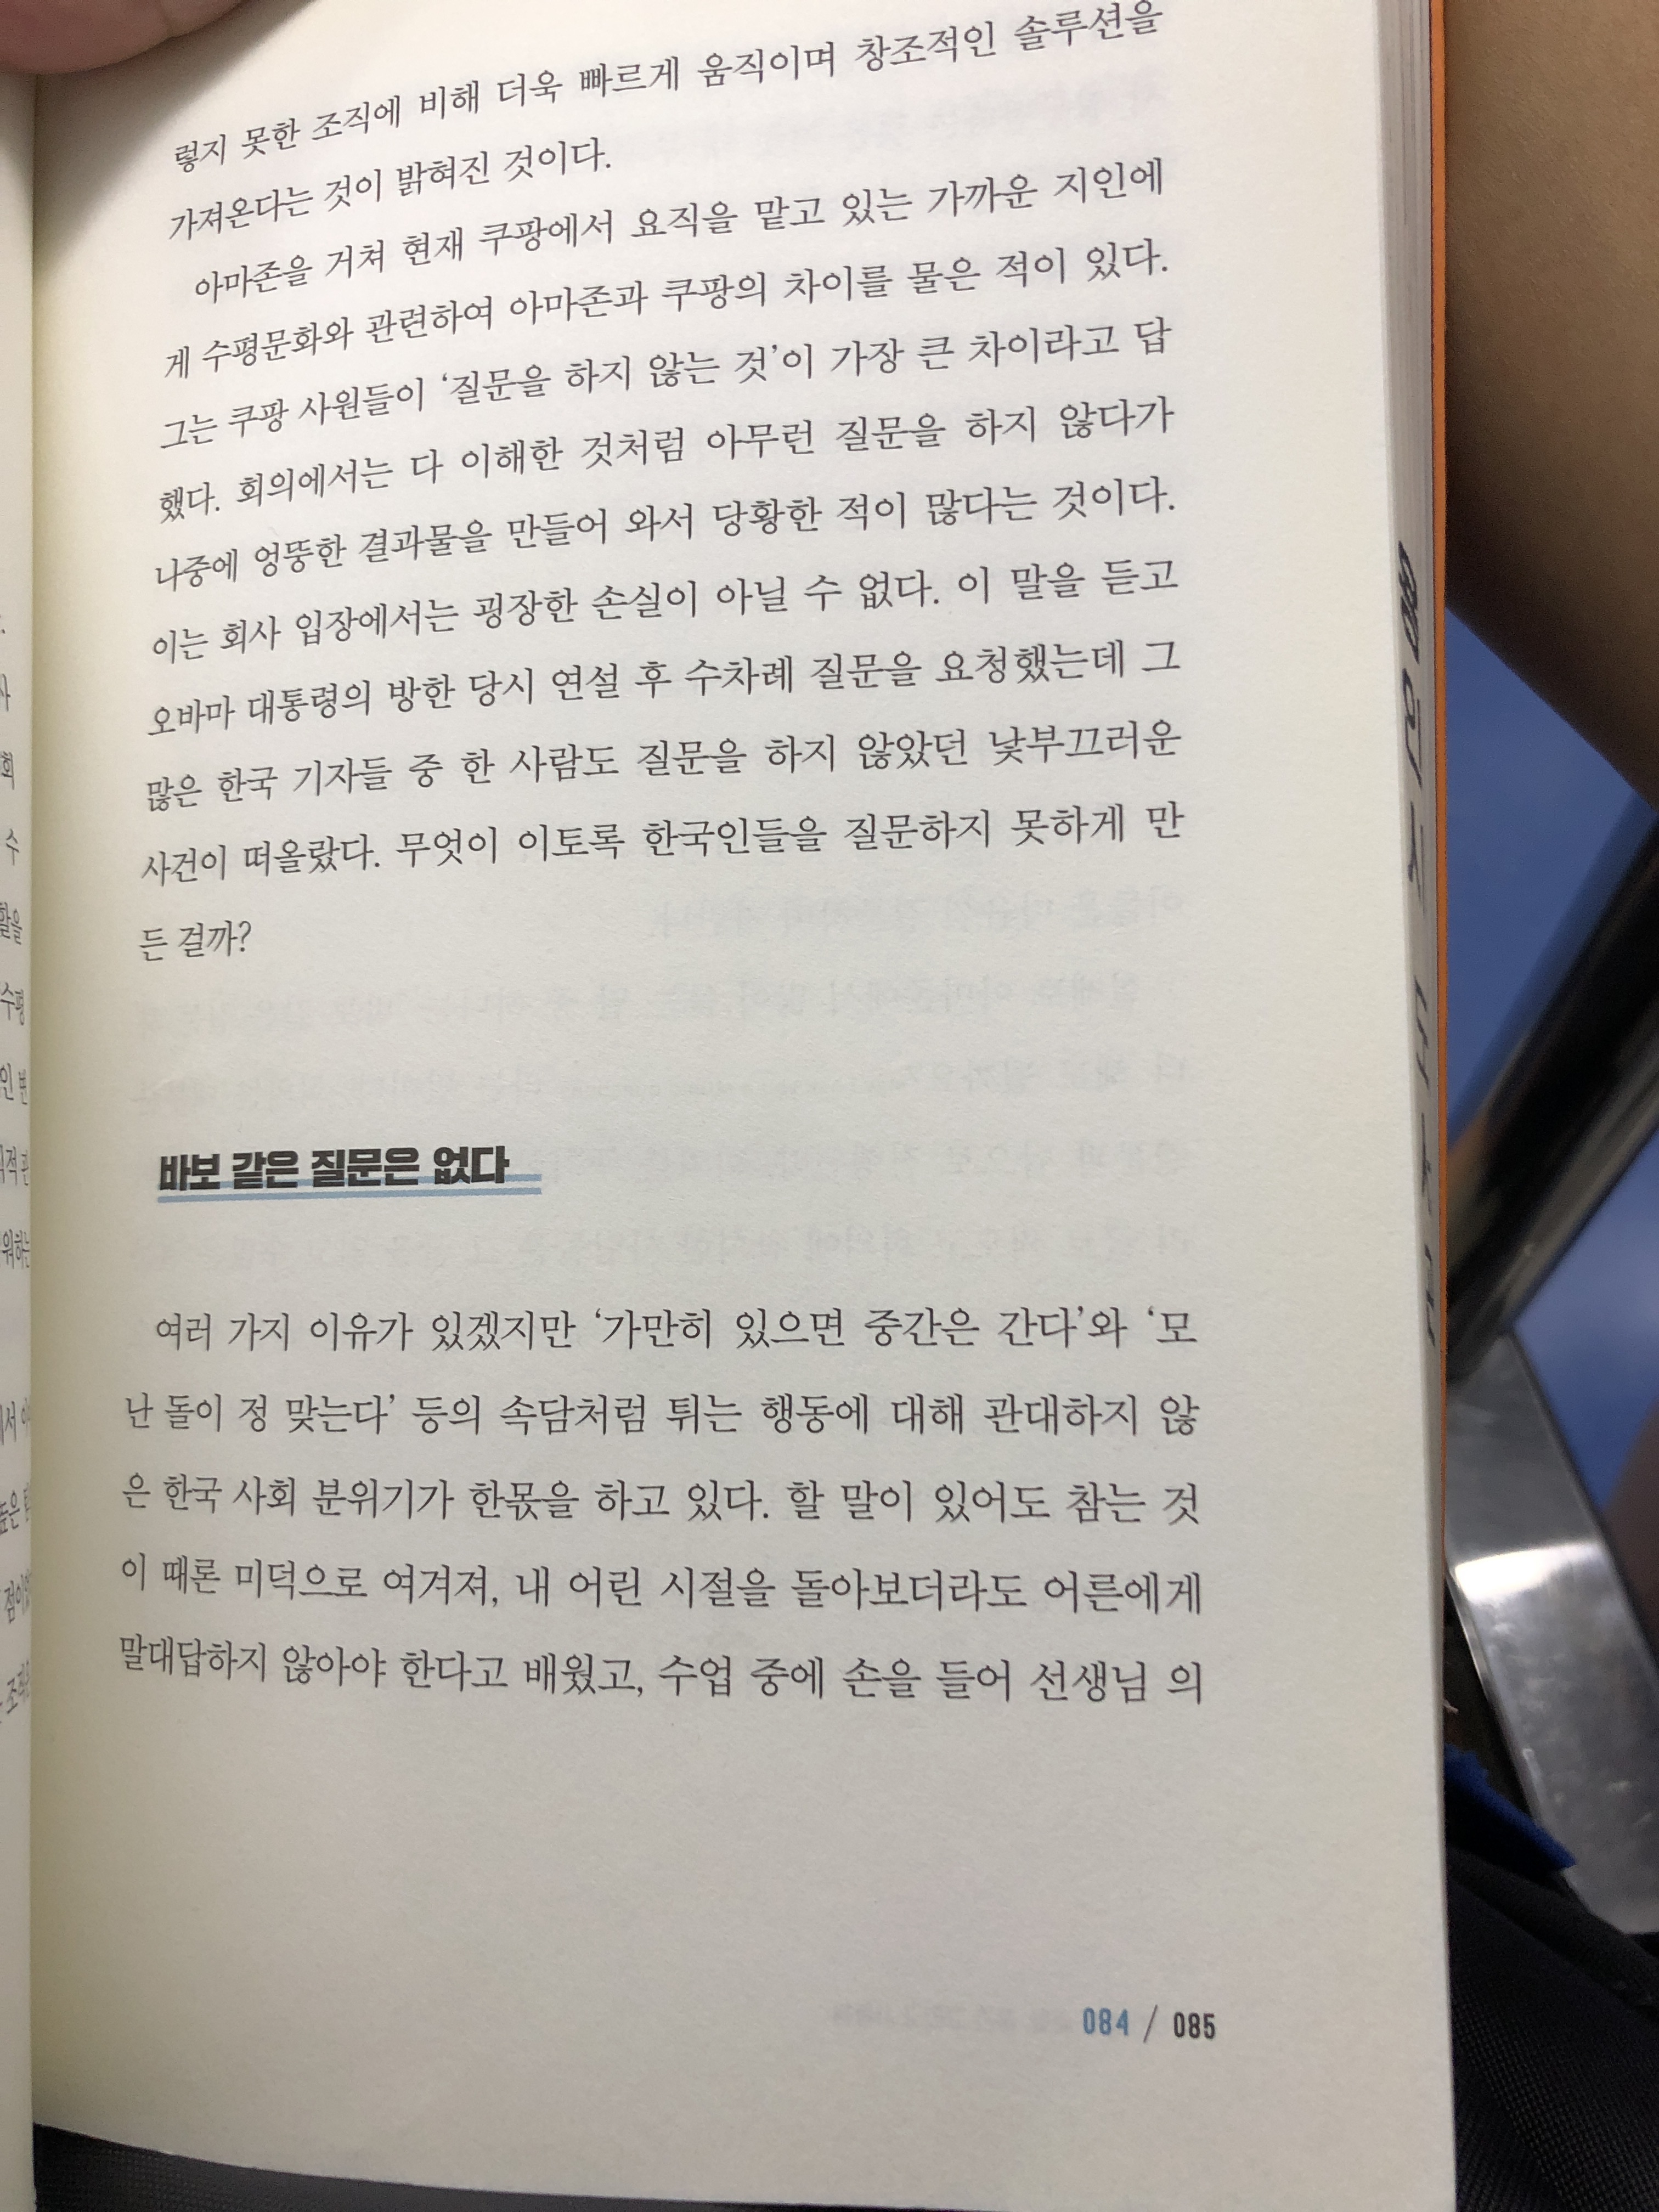 렇지 못한 조직에 비해 더욱 빠르게 움직이며 창조적인 솔루션을
가져온다는 것이 밝혀진 것이다.
아마존을 거쳐 현재 쿠팡에서 요직을 맡고 있는 가까운 지인에
게 수평문화와 관련하여 아마존과 쿠팡의 차이를 물은 적이 있다.
그는 쿠팡 사원들이 ‘질문을 하지 않는 것’이 가장 큰 차이라고 답
했다. 회의에서는 다 이해한 것처럼 아무런 질문을 하지 않다가
나중에 엉뚱한 결과물을 만들어 와서 당황한 적이 많다는 것이다.
이는 회사 입장에서는 굉장한 손실이 아닐 수 없다. 이 말을 듣고
오바마 대통령의 방한 당시 연설 후 수차례 질문을 요청했는데 그
많은 한국 기자들 중 한 사람도 질문을 하지 않았던 낯부끄러운
사건이 떠올랐다. 무엇이 이토록 한국인들을 질문하지 못하게 만
든 걸까?
바보 같은 질문은 없다
여러 가지 이유가 있겠지만 ‘가만히 있으면 중간은 간다’와 ‘모
난 돌이 정 맞는다’ 등의 속담처럼 튀는 행동에 대해 관대하지 않
은 한국 사회 분위기가 한몫을 하고 있다. 할 말이 있어도 참는 것
이 때론 미덕으로 여겨져, 내 어린 시절을 돌아보더라도 어른에게
말대답하지 않아야 한다고 배웠고, 수업 중에 손을 들어 선생님 의
084 / 085